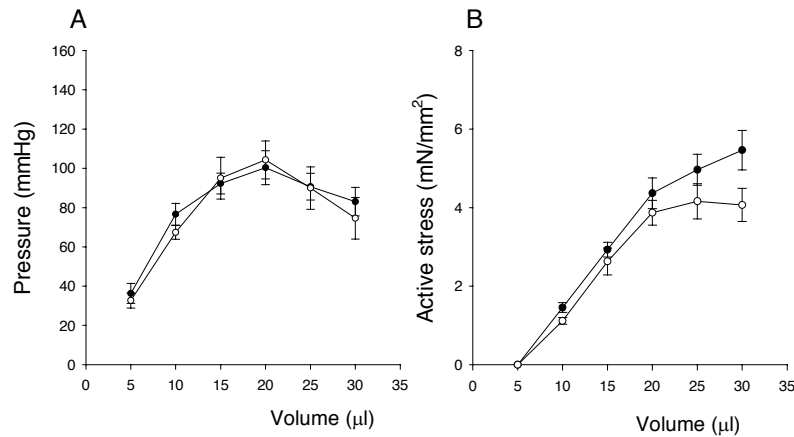 A
Pressure (mmHg)
160
140
120
100
80
60
40
20
0
0 5 10 15 20 25 30 35
Volume (μl)
B
Active stress (mN/mm²)
8
6
4
2
0
0 5 10 15 20 25 30 35
Volume (μl)